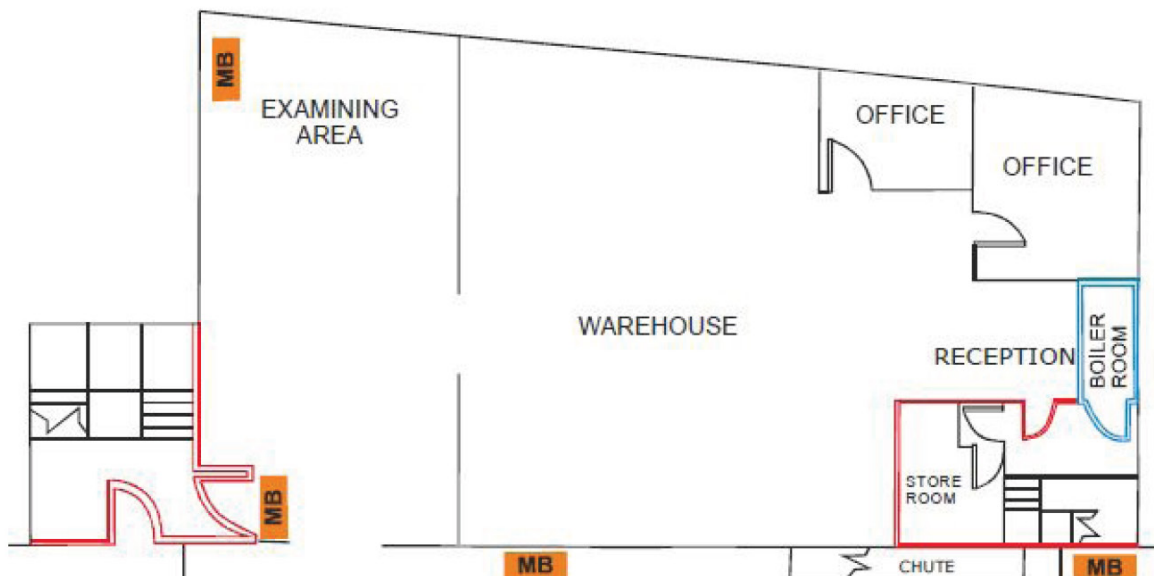 MB
EXAMINING
AREA
OFFICE
OFFICE
WAREHOUSE
RECEPTION
BOILER
ROOM
STORE
ROOM
MB
MB
CHUTE
MB